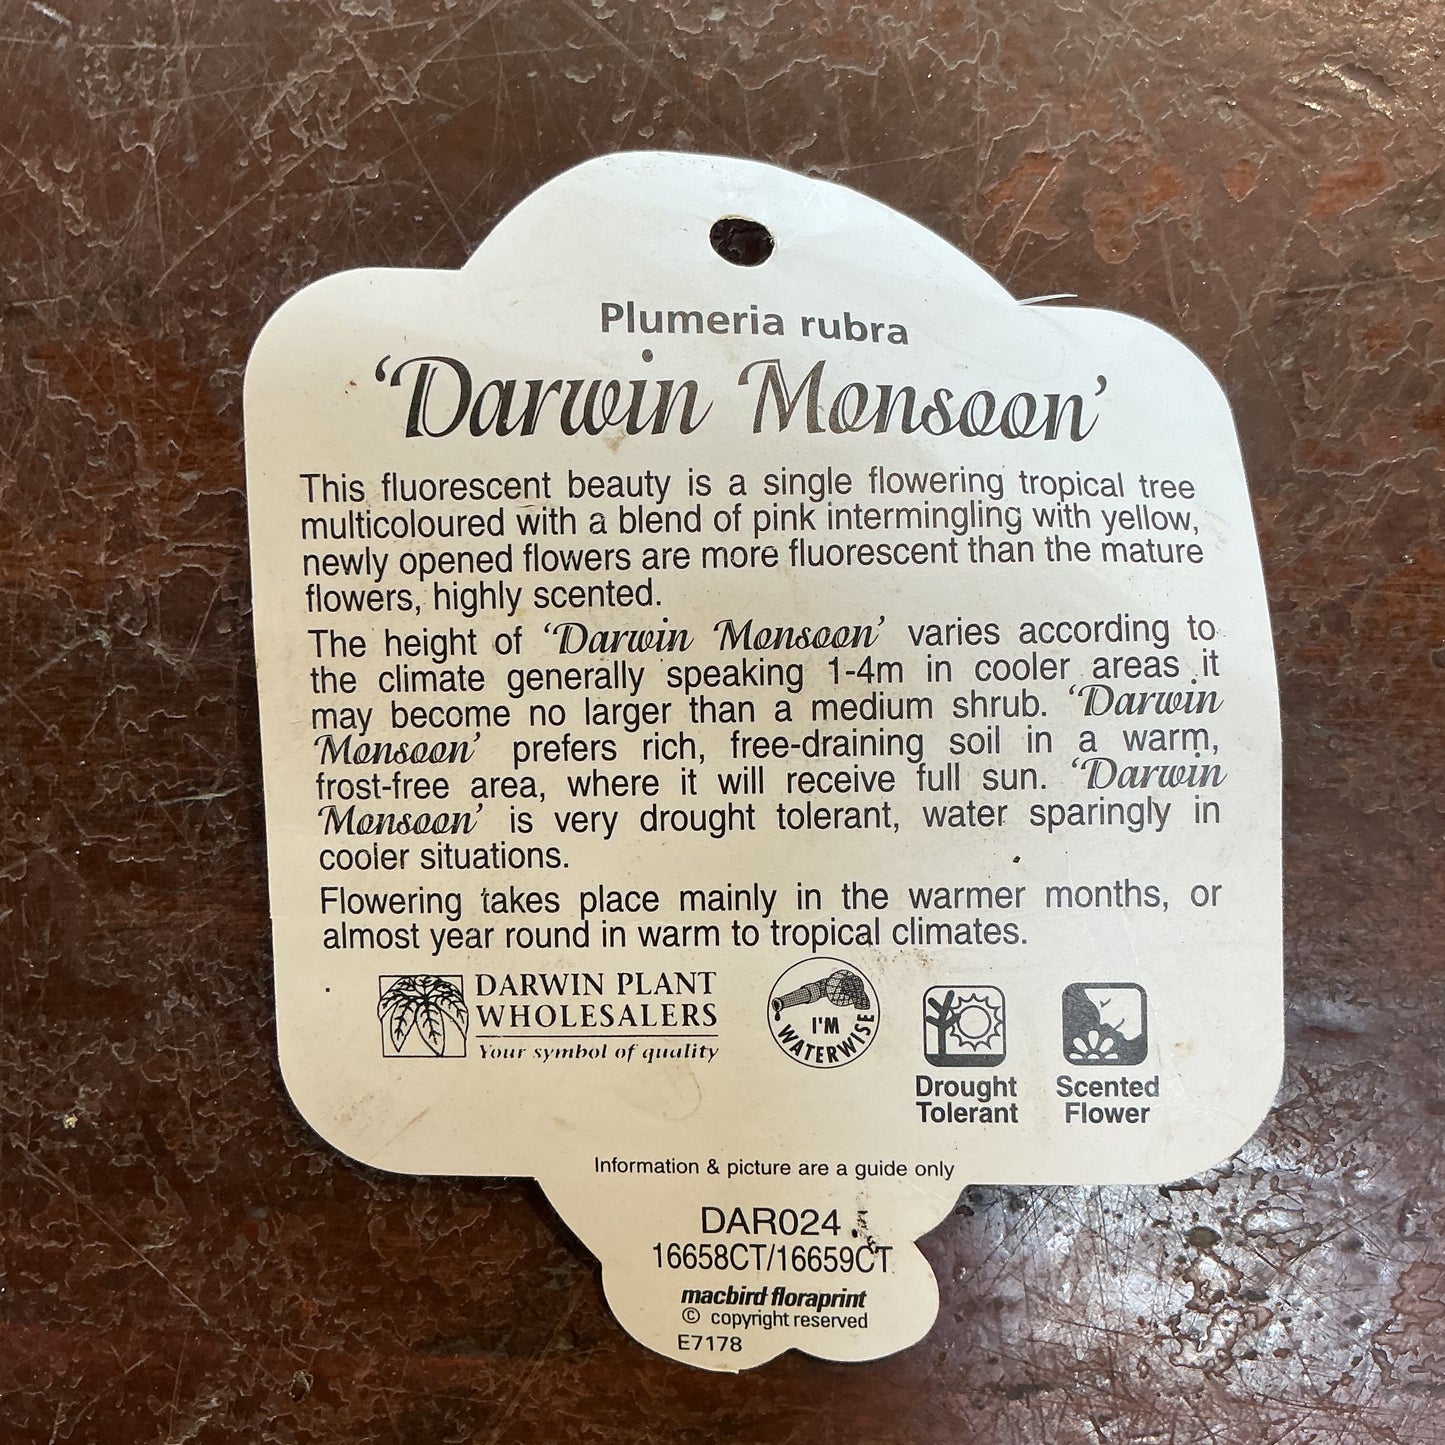 Plumeria rubra
‘Darwin Monsoon’
This fluorescent beauty is a single flowering tropical tree
multicoloured with a blend of pink intermingling with yellow,
newly opened flowers are more fluorescent than the mature
flowers, highly scented.
The height of ‘Darwin Monsoon’ varies according to
the climate generally speaking 1-4m in cooler areas it
may become no larger than a medium shrub. ‘Darwin
Monsoon’ prefers rich, free-draining soil in a warm,
frost-free area, where it will receive full sun. ‘Darwin
Monsoon’ is very drought tolerant, water sparingly in
cooler situations.
Flowering takes place mainly in the warmer months, or
almost year round in warm to tropical climates.
DARWIN PLANT
WHOLESALERS
Your symbol of quality
I'M
WATERWISE
Drought
Tolerant
Scented
Flower
Information & picture are a guide only
DAR024
16658CT/16659CT
macbird floraprint
© copyright reserved
E7178